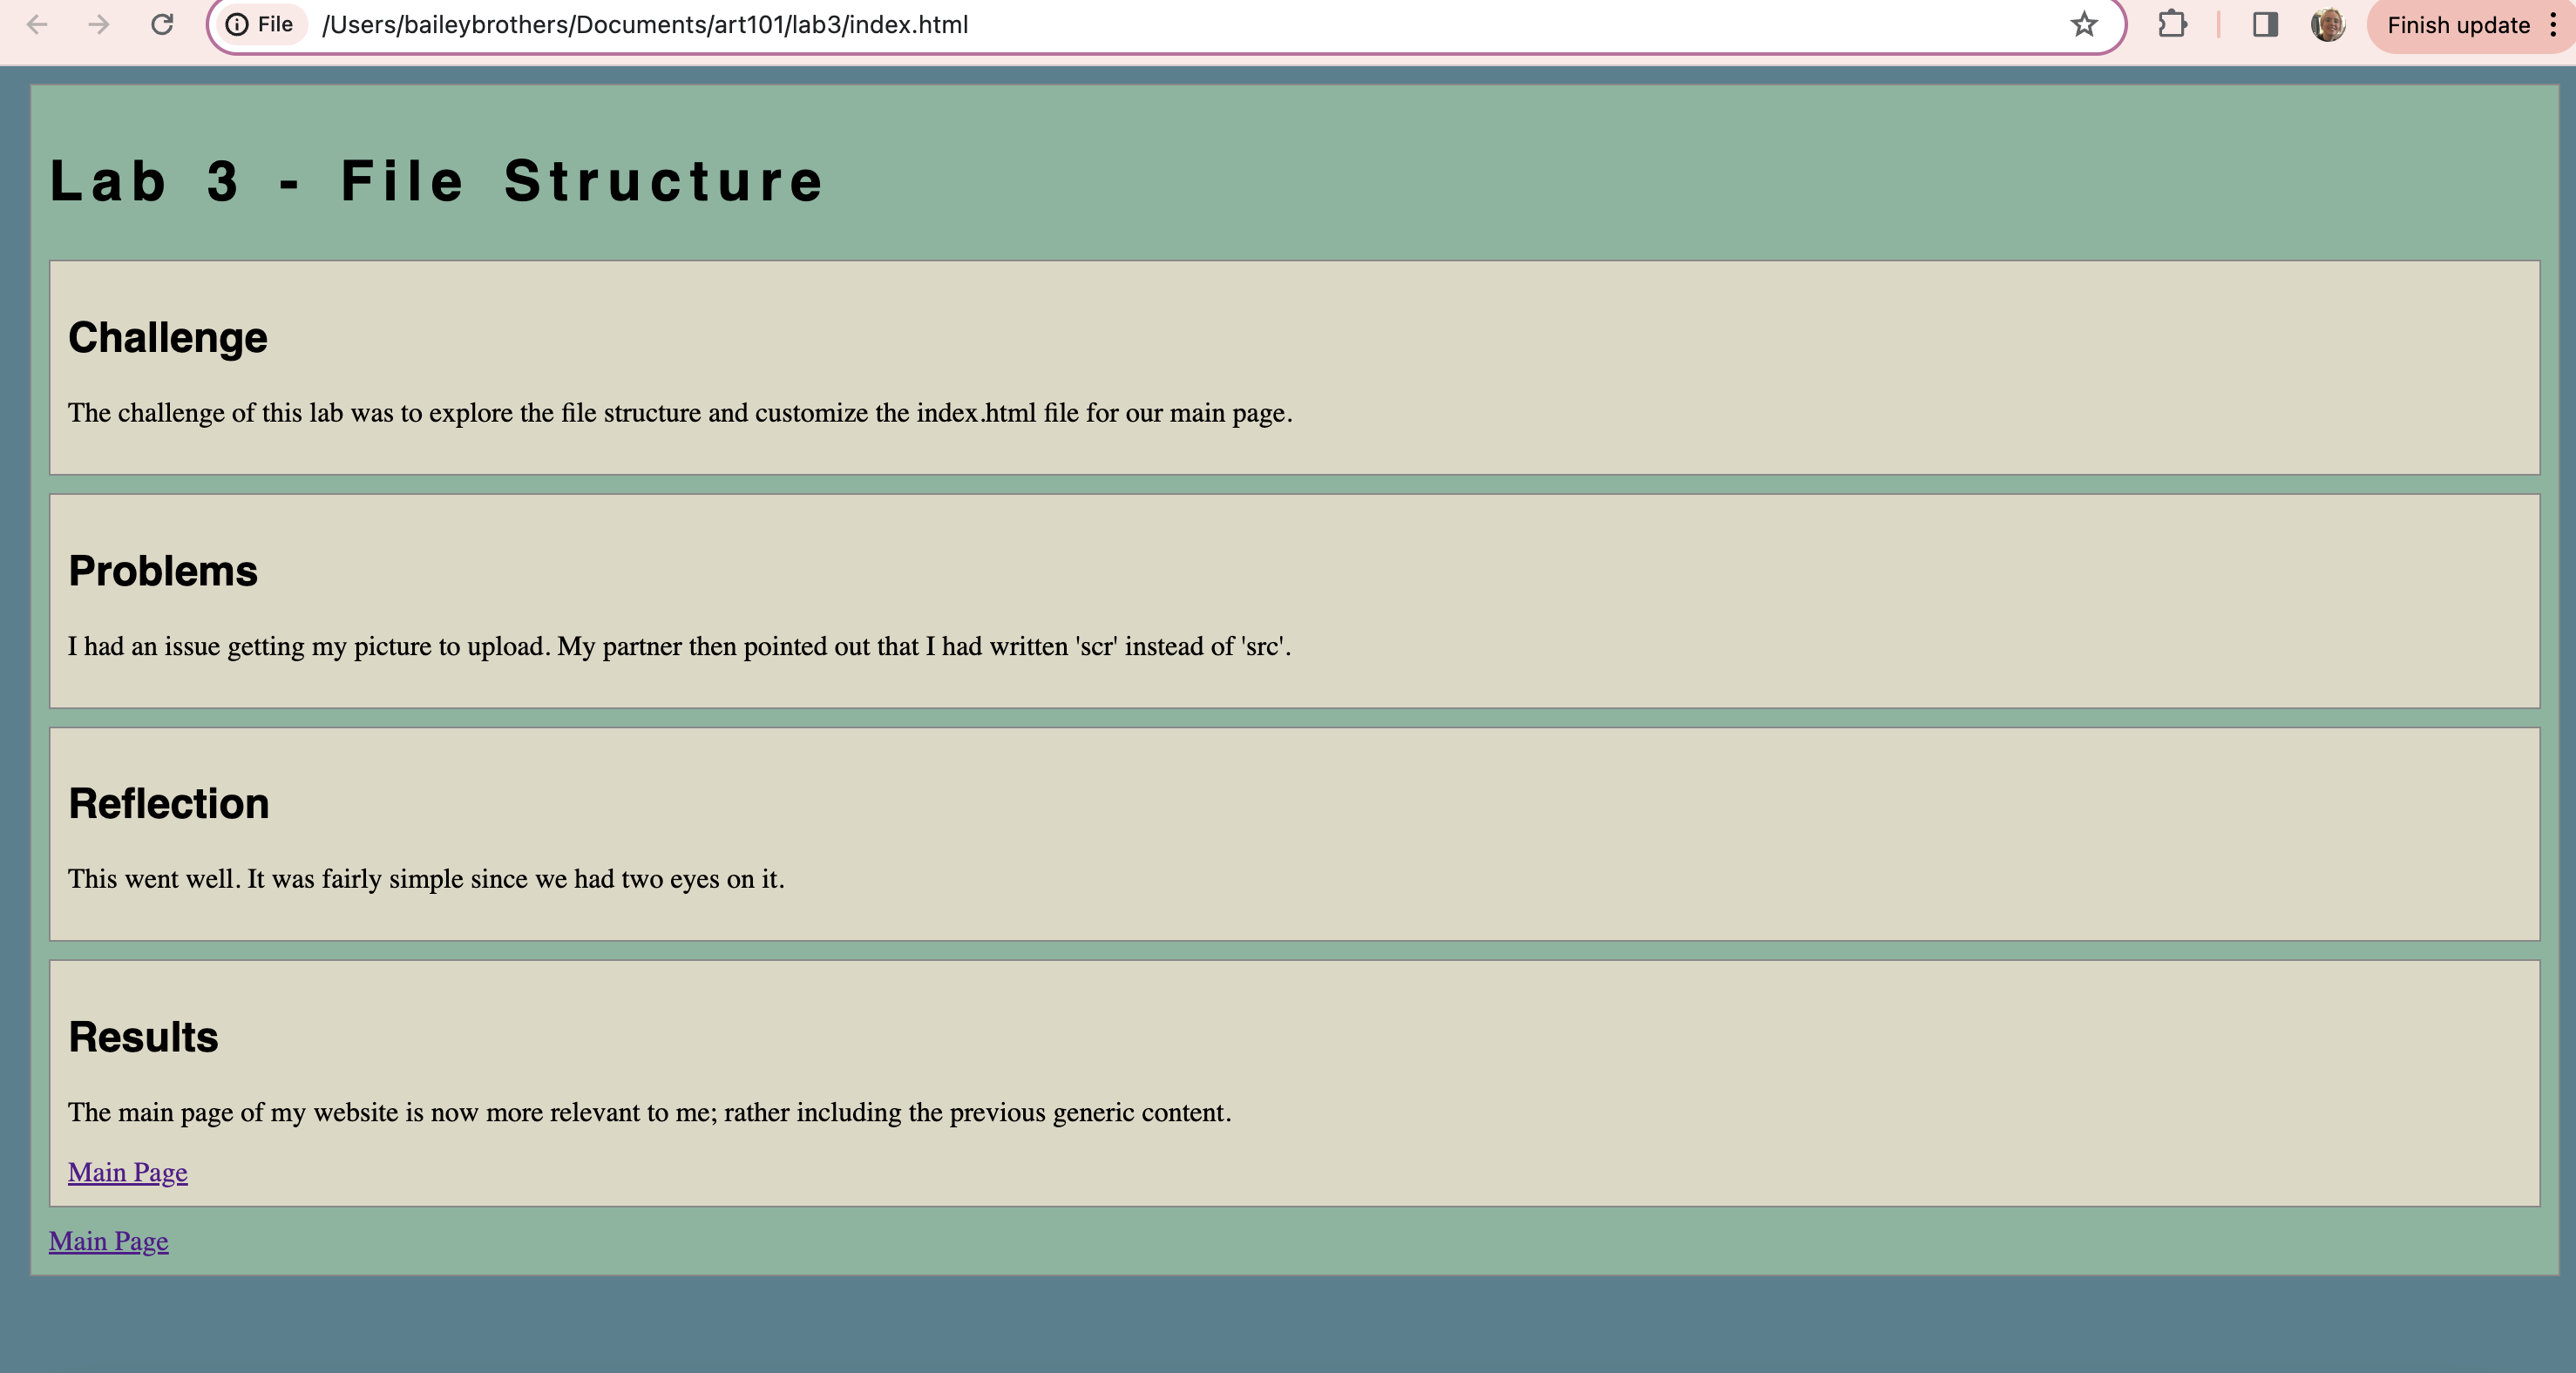 File /Users/baileybrothers/Documents/art101/lab3/index.html Finish update
Lab 3 - File Structure
Challenge
The challenge of this lab was to explore the file structure and customize the index.html file for our main page.
Problems
I had an issue getting my picture to upload. My partner then pointed out that I had written 'scr' instead of 'src'.
Reflection
This went well. It was fairly simple since we had two eyes on it.
Results
The main page of my website is now more relevant to me; rather including the previous generic content.
Main Page
Main Page